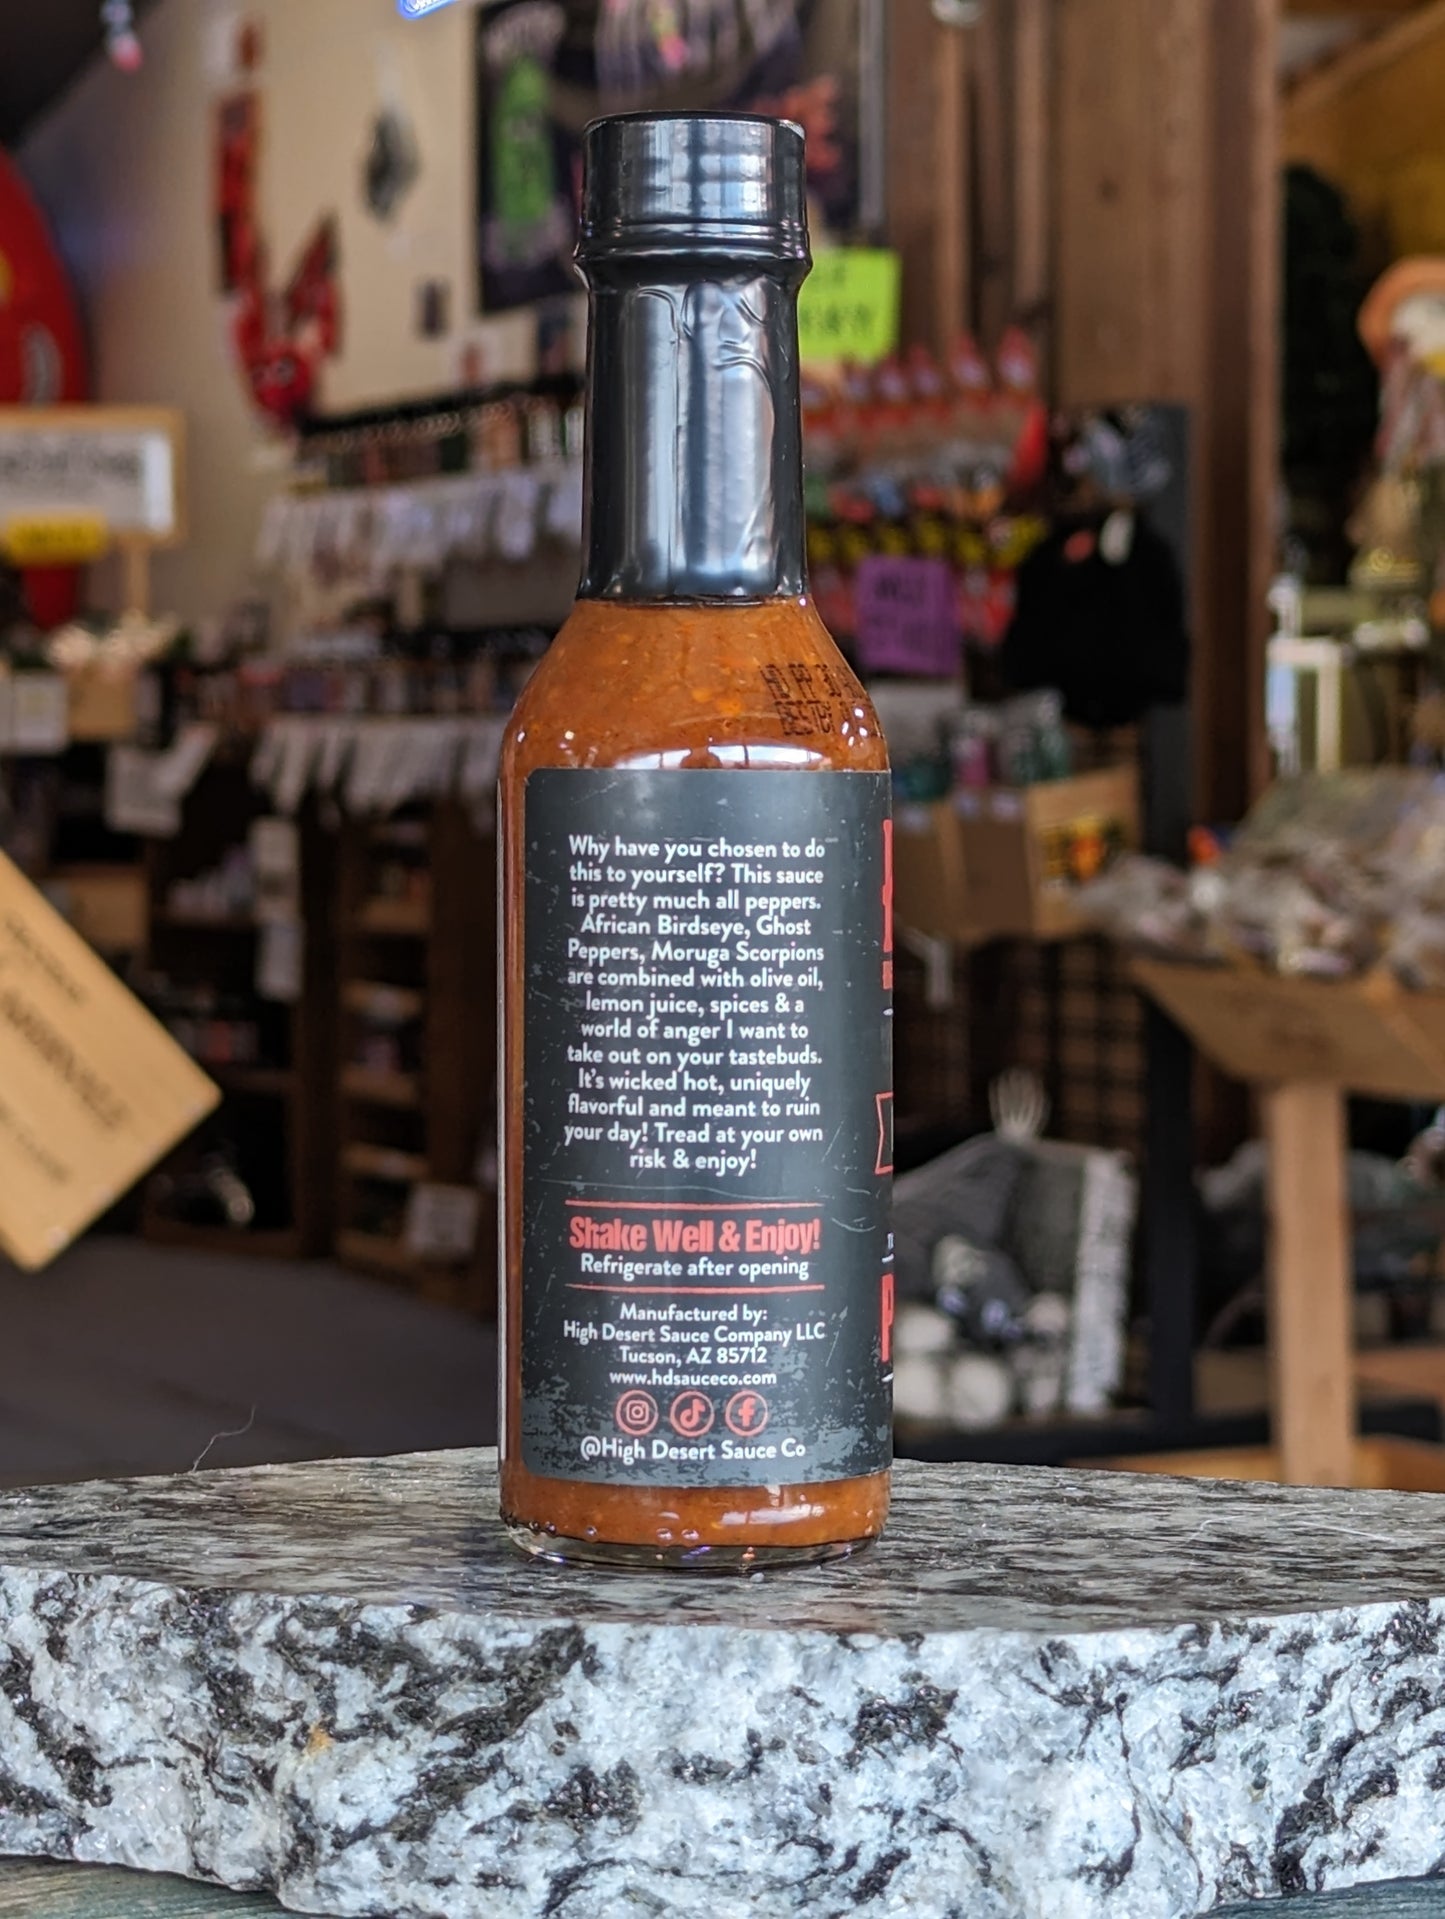 Why have you chosen to do
this to yourself? This sauce
is pretty much all peppers.
African Birdseye, Ghost
Peppers, Moruga Scorpions
are combined with olive oil,
lemon juice, spices & a
world of anger I want to
take out on your tastebuds.
It's wicked hot, uniquely
flavorful and meant to ruin
your day! Tread at your own
risk & enjoy!
Shake Well & Enjoy!
Refrigerate after opening
Manufactured by:
High Desert Sauce Company LLC
Tucson, AZ 85712
www.hdsauceco.com
@High Desert Sauce Co